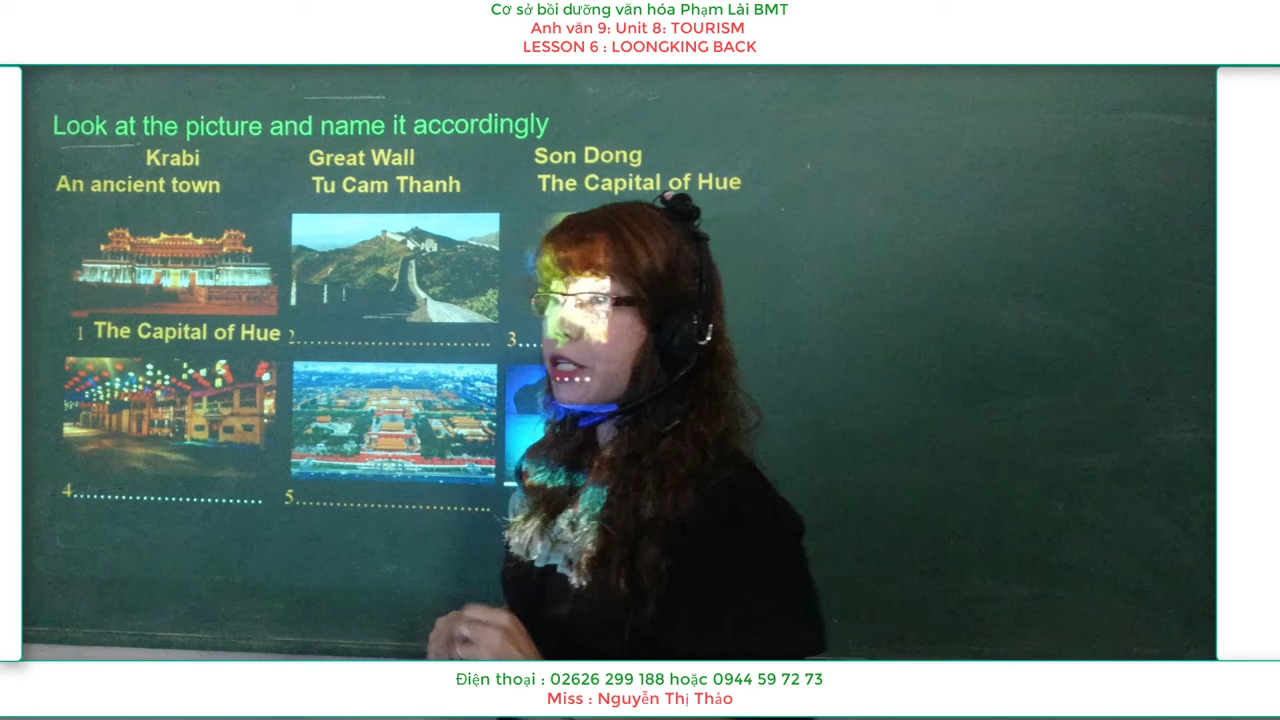 Cơ sở bồi dưỡng văn hóa Phạm Lài BMT
Anh văn 9: Unit 8: TOURISM
LESSON 6 : LOONGKING BACK
Look at the picture and name it accordingly
Krabi Great Wall Son Dong
An ancient town Tu Cam Thanh The Capital of Hue
1 The Capital of Hue 2.................................... 3....
4.................................... 5....................................
Điện thoại : 02626 299 188 hoặc 0944 59 72 73
Miss : Nguyễn Thị Thảo